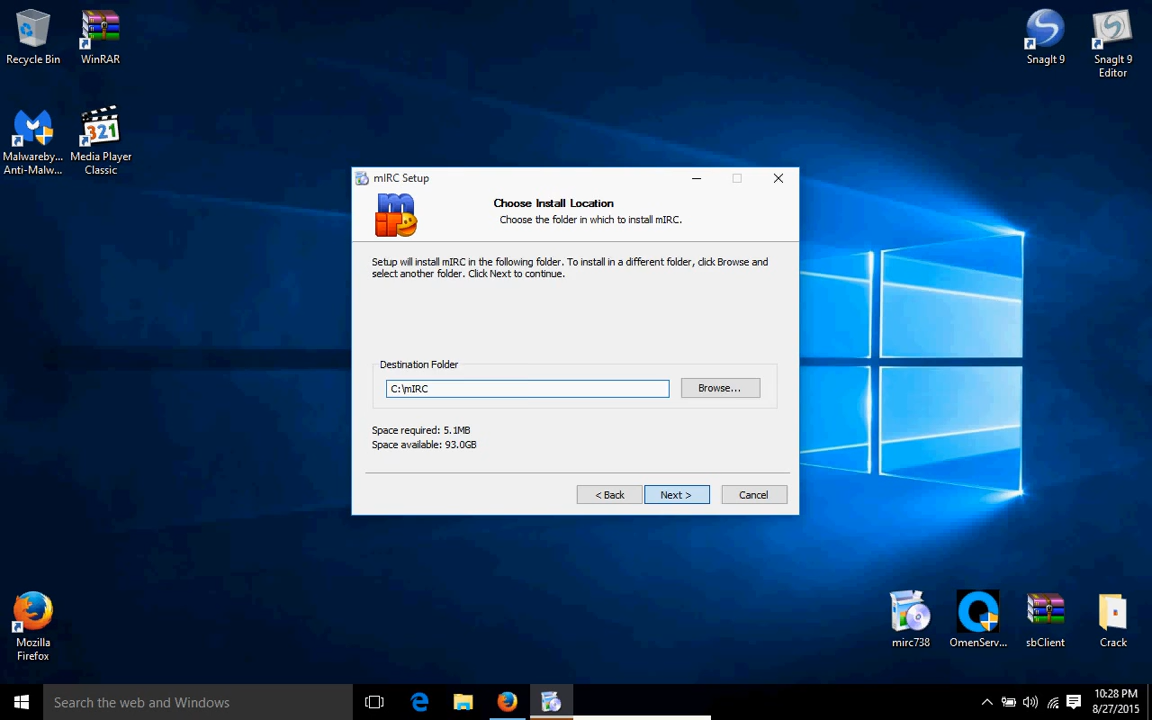 Recycle Bin
WinRAR
SnagIt 9
SnagIt 9
Editor
Malwareby...
Anti-Malw...
321
Media Player
Classic
mIRC Setup
Choose Install Location
Choose the folder in which to install mIRC.
Setup will install mIRC in the following folder. To install in a different folder, click Browse and
select another folder. Click Next to continue.
Destination Folder
C:\mIRC
Browse...
Space required: 5.1MB
Space available: 93.0GB
< Back
Next >
Cancel
Mozilla
Firefox
mirc738
OmenServ...
sbClient
Crack
Search the web and Windows
10:28 PM
8/27/2015